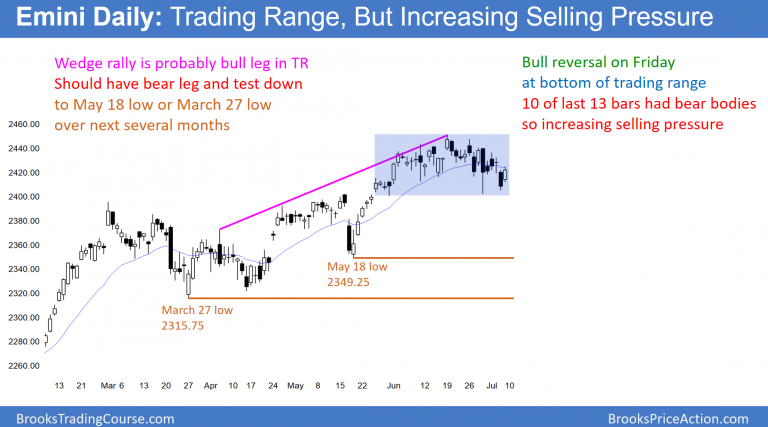 Emini Daily: Trading Range, But Increasing Selling Pressure
Wedge rally is probably bull leg in TR
Should have bear leg and test down
to May 18 low or March 27 low
over next several months
Bull reversal on Friday
at bottom of trading range
10 of last 13 bars had bear bodies
so increasing selling pressure
2460.00
2440.00
2420.00
2400.00
2380.00
2360.00
2340.00
2320.00
2300.00
2280.00
2260.00
May 18 low
2349.25
March 27 low
2315.75
13 21 Mar 6 13 20 27 Apr 10 17 24 May 8 15 22 Jun 12 19 26 Jul 10
BrooksTradingCourse.com BrooksPriceAction.com